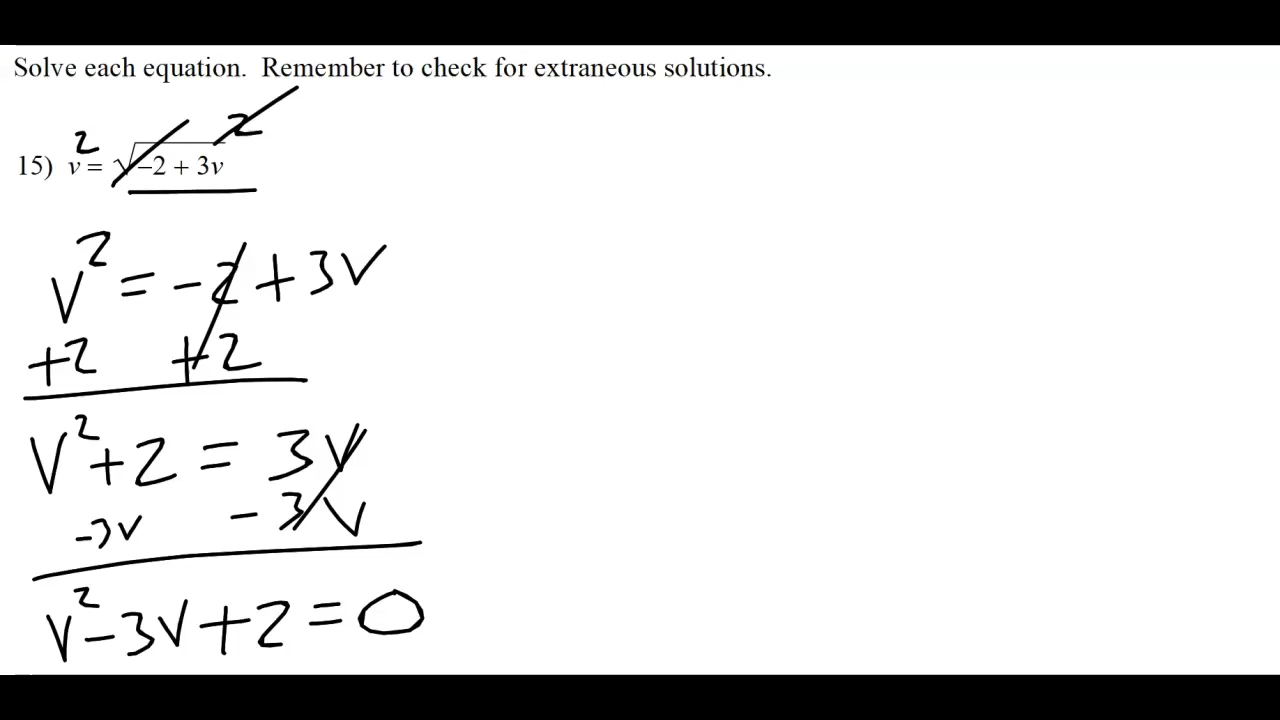 Solve each equation. Remember to check for extraneous solutions.
2 2
15) v = √-2 + 3v
v² = -2 + 3v
+2 +2
v² + 2 = 3v
-3v - 3v
v² - 3v + 2 = 0